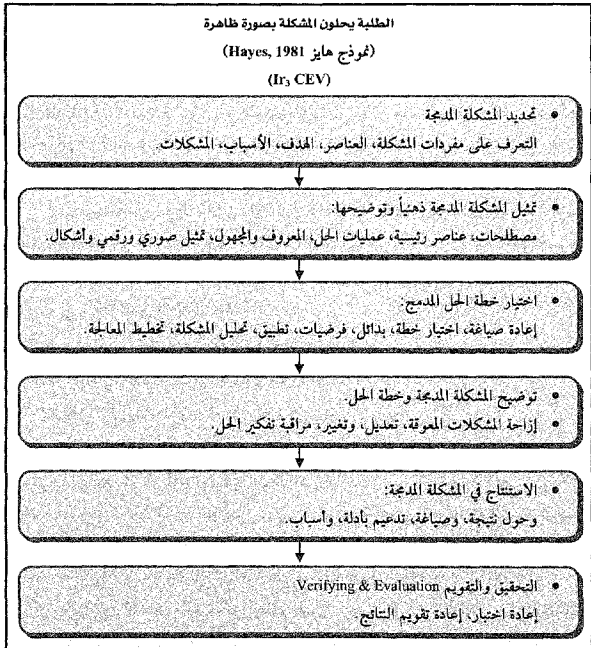 الطلبة يحلون المشكلة بصورة ظاهرة
(نموذج هايز Hayes, 1981)
(Ir₃ CEV)
• تحديد المشكلة المدمجة
التعرف على مفردات المشكلة، العناصر، الهدف، الأسباب، المشكلات.
• تمثيل المشكلة المدمجة ذهنياً وتوضيحها:
مصطلحات، عناصر رئيسية، عمليات الحل، المعروف والمجهول، تمثيل صوري ورقمي وأشكال.
• اختيار خطة الحل المدمج:
إعادة صياغة، اختيار خطة، بدائل، فرضيات، تطبيق، تحليل المشكلة، تخطيط المعالجة.
• توضيح المشكلة المدمجة وخطة الحل.
• إزاحة المشكلات المعوقة، تعديل، وتغيير، مراقبة تفكير الحل.
• الاستنتاج في المشكلة المدمجة:
وحول نتيجة، وصياغة، تدعيم بأدلة، وأسباب.
• التحقيق والتقويم Verifying & Evaluation
إعادة اختبار، إعادة تقويم النتائج.